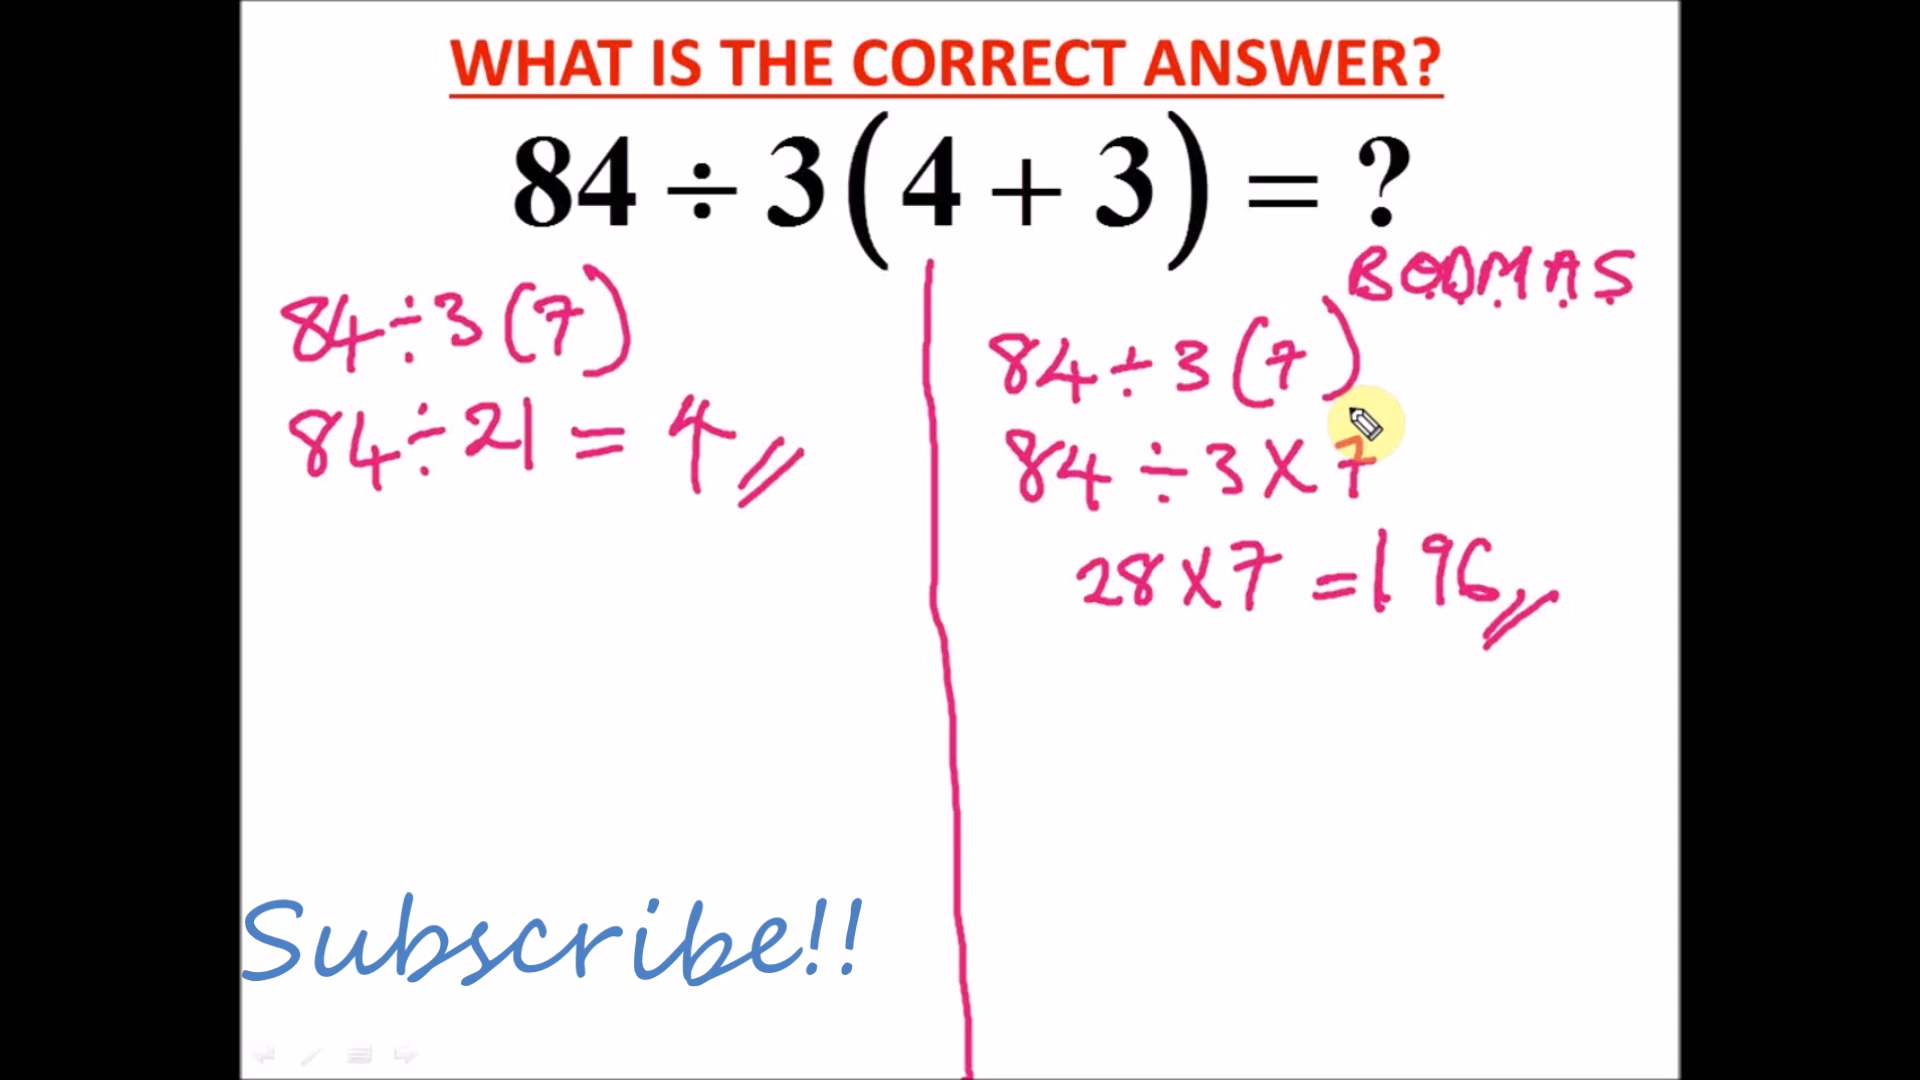 WHAT IS THE CORRECT ANSWER?
84 ÷ 3(4 + 3) = ?
BODMAS
84÷3(7)
84÷21 = 4
84÷3(7)
84 ÷ 3 X 7
28 X 7 = 196
Subscribe!!